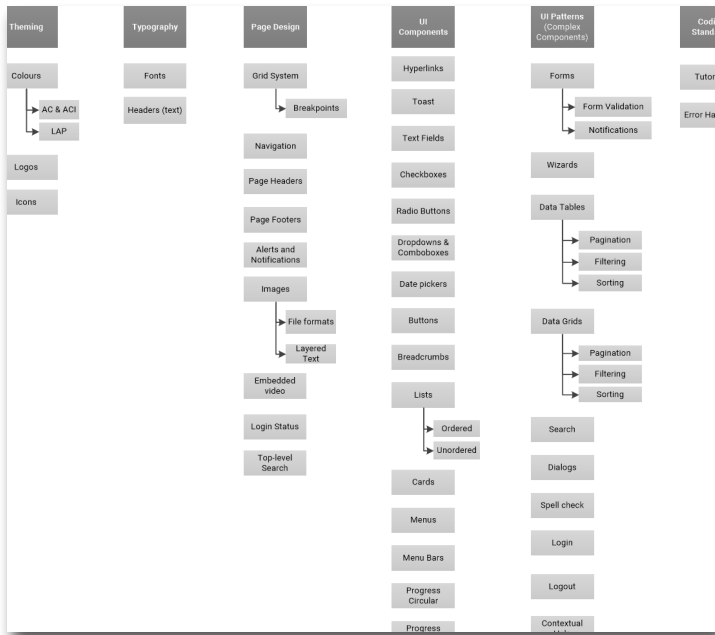 Theming
Colours
AC & ACI
LAP
Logos
Icons
Typography
Fonts
Headers (text)
Page Design
Grid System
Breakpoints
Navigation
Page Headers
Page Footers
Alerts and
Notifications
Images
File formats
Layered
Text
Embedded
video
Login Status
Top-level
Search
UI
Components
Hyperlinks
Toast
Text Fields
Checkboxes
Radio Buttons
Dropdowns &
Comboboxes
Date pickers
Buttons
Breadcrumbs
Lists
Ordered
Unordered
Cards
Menus
Menu Bars
Progress
Circular
Progress
UI Patterns
(Complex
Components)
Forms
Form Validation
Notifications
Wizards
Data Tables
Pagination
Filtering
Sorting
Data Grids
Pagination
Filtering
Sorting
Search
Dialogs
Spell check
Login
Logout
Contextual
Codi
Standa
Tutor
Error Ha